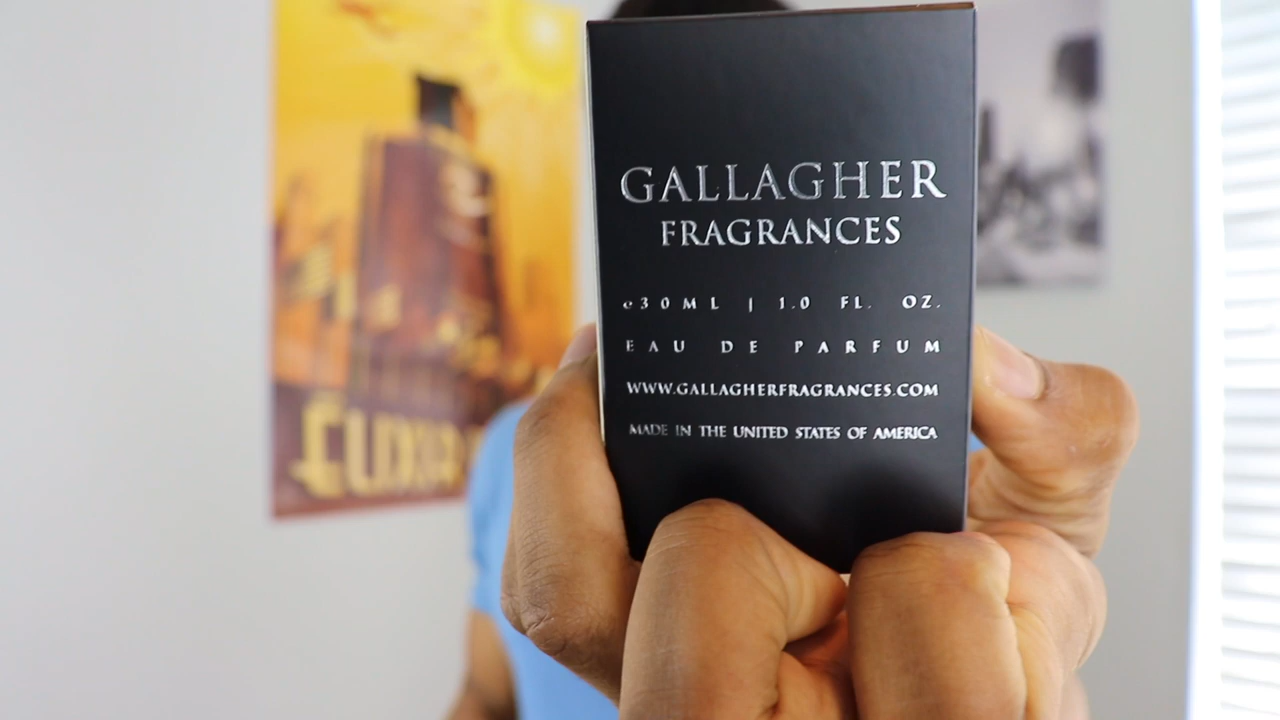 GALLAGHER
FRAGRANCES
e30ML | 1.0 FL. OZ.
EAU DE PARFUM
WWW.GALLAGHERFRAGRANCES.COM
MADE IN THE UNITED STATES OF AMERICA